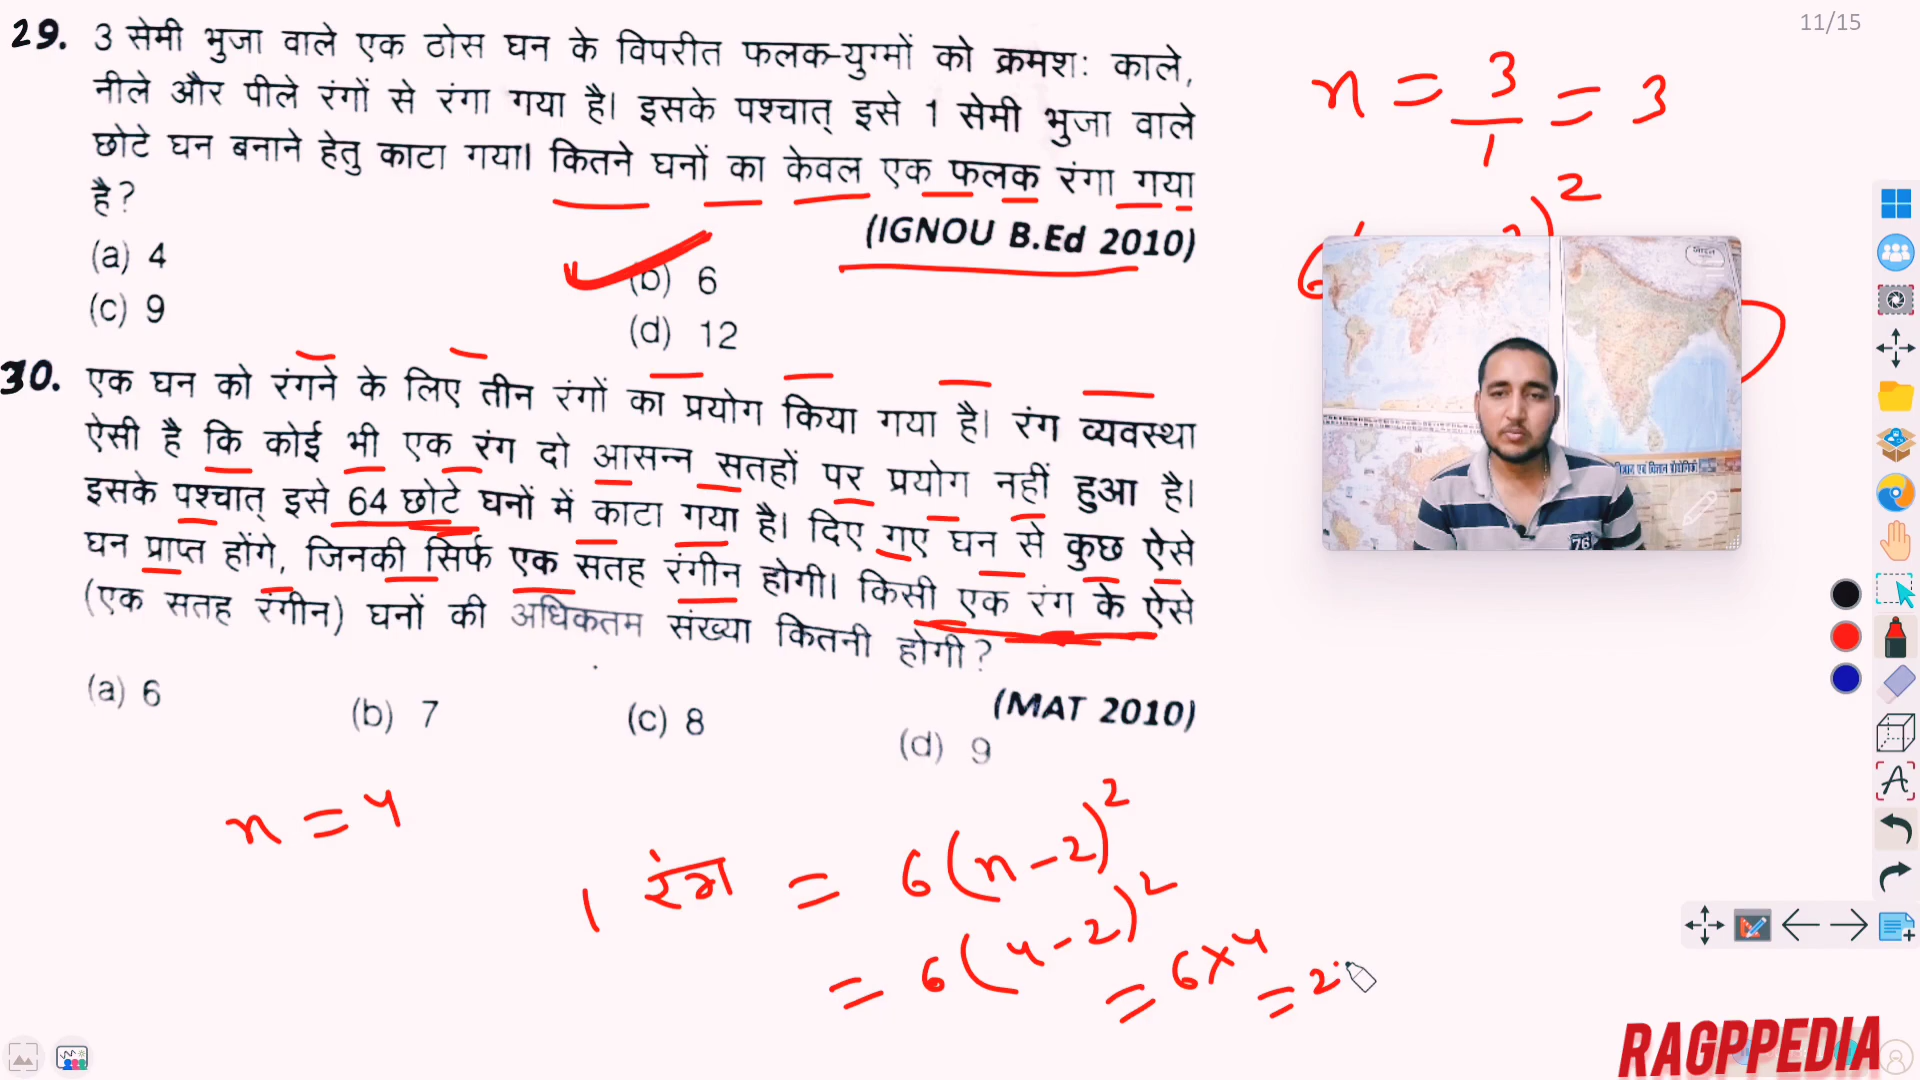 11/15
29. 3 सेमी भुजा वाले एक ठोस घन के विपरीत फलक-युग्मों को क्रमशः काले,
नीले और पीले रंगों से रंगा गया है। इसके पश्चात् इसे 1 सेमी भुजा वाले
छोटे घन बनाने हेतु काटा गया। कितने घनों का केवल एक फलक रंगा गया
है?
(IGNOU B.Ed 2010)
(a) 4
(b) 6
(c) 9
(d) 12
30. एक घन को रंगने के लिए तीन रंगों का प्रयोग किया गया है। रंग व्यवस्था
ऐसी है कि कोई भी एक रंग दो आसन्न सतहों पर प्रयोग नहीं हुआ है।
इसके पश्चात् इसे 64 छोटे घनों में काटा गया है। दिए गए घन से कुछ ऐसे
घन प्राप्त होंगे, जिनकी सिर्फ एक सतह रंगीन होगी। किसी एक रंग के ऐसे
(एक सतह रंगीन) घनों की अधिकतम संख्या कितनी होगी?
(MAT 2010)
(a) 6
(b) 7
(c) 8
(d) 9
n = 3/1 = 3
n = 4
1 रंग = 6(n-2)²
= 6(4-2)² = 6×4 = 2
76
RAGPPEDIA